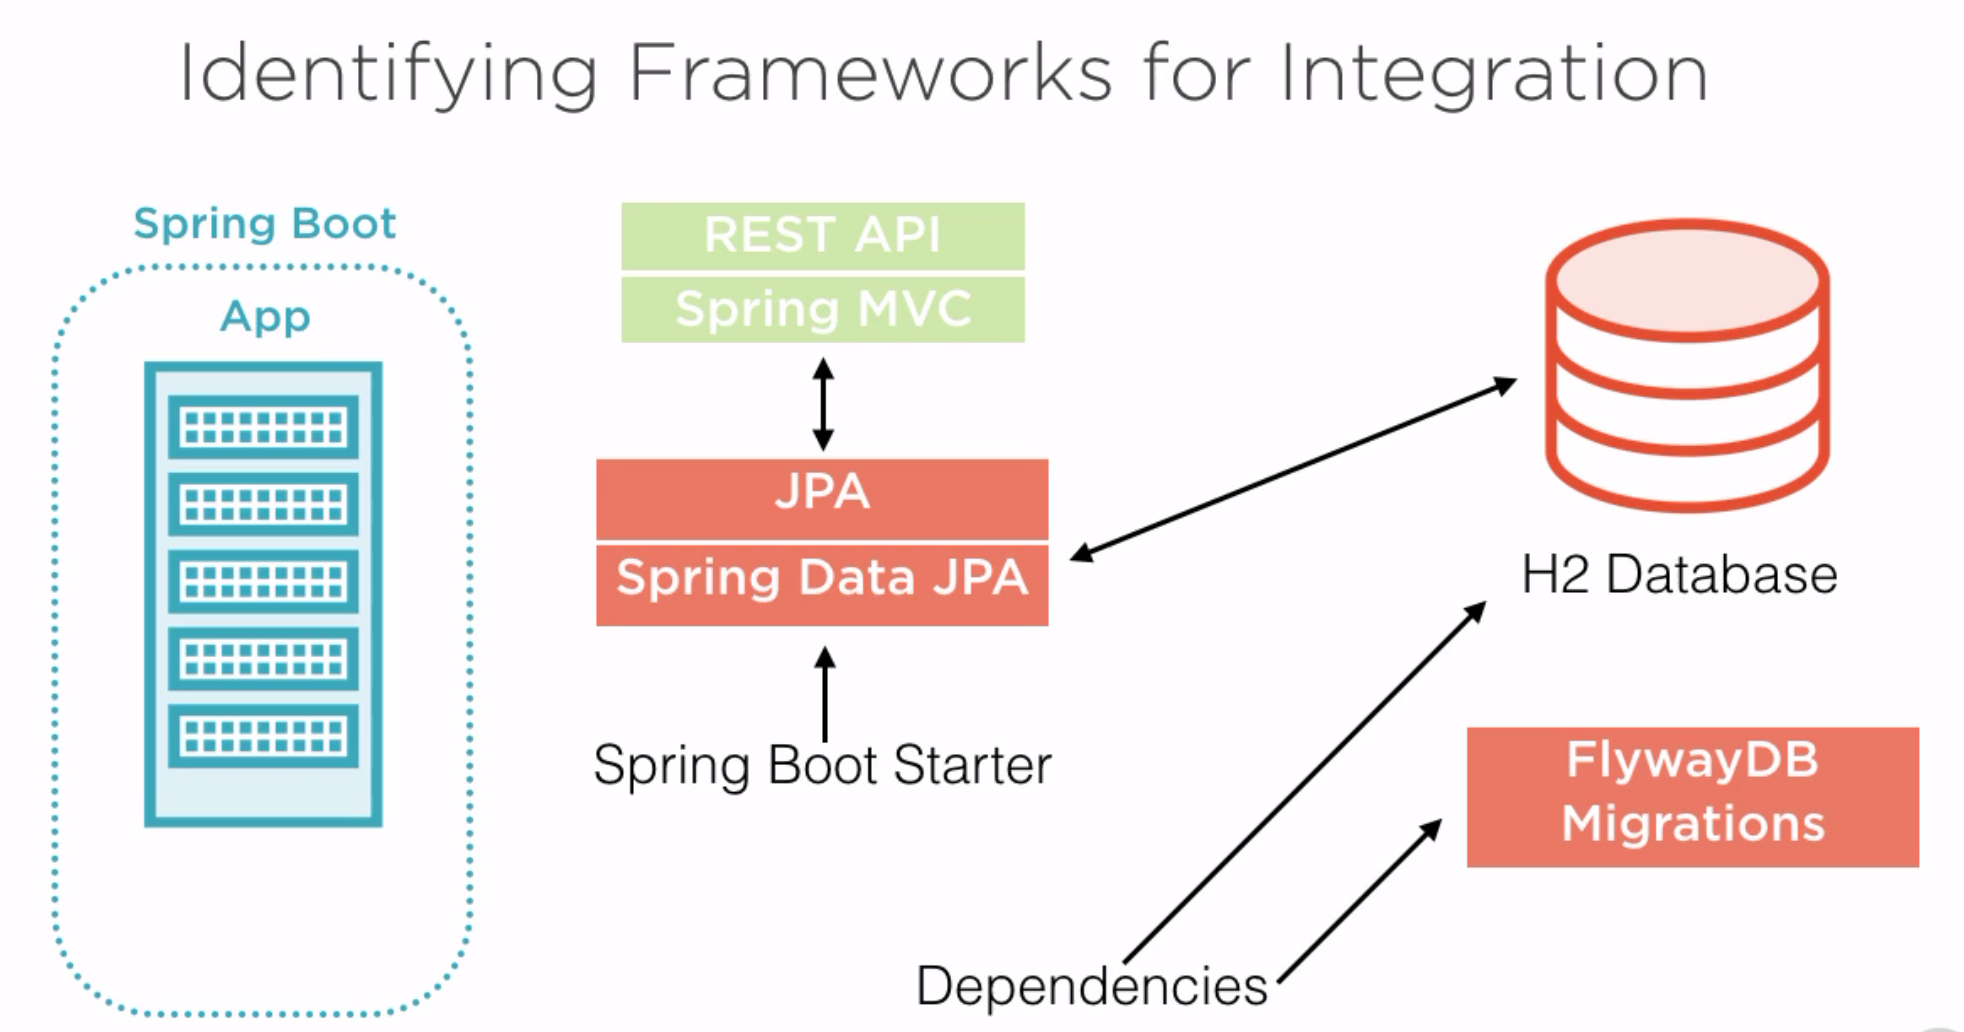 Identifying Frameworks for Integration
Spring Boot
App
REST API
Spring MVC
JPA
Spring Data JPA
Spring Boot Starter
H2 Database
FlywayDB
Migrations
Dependencies